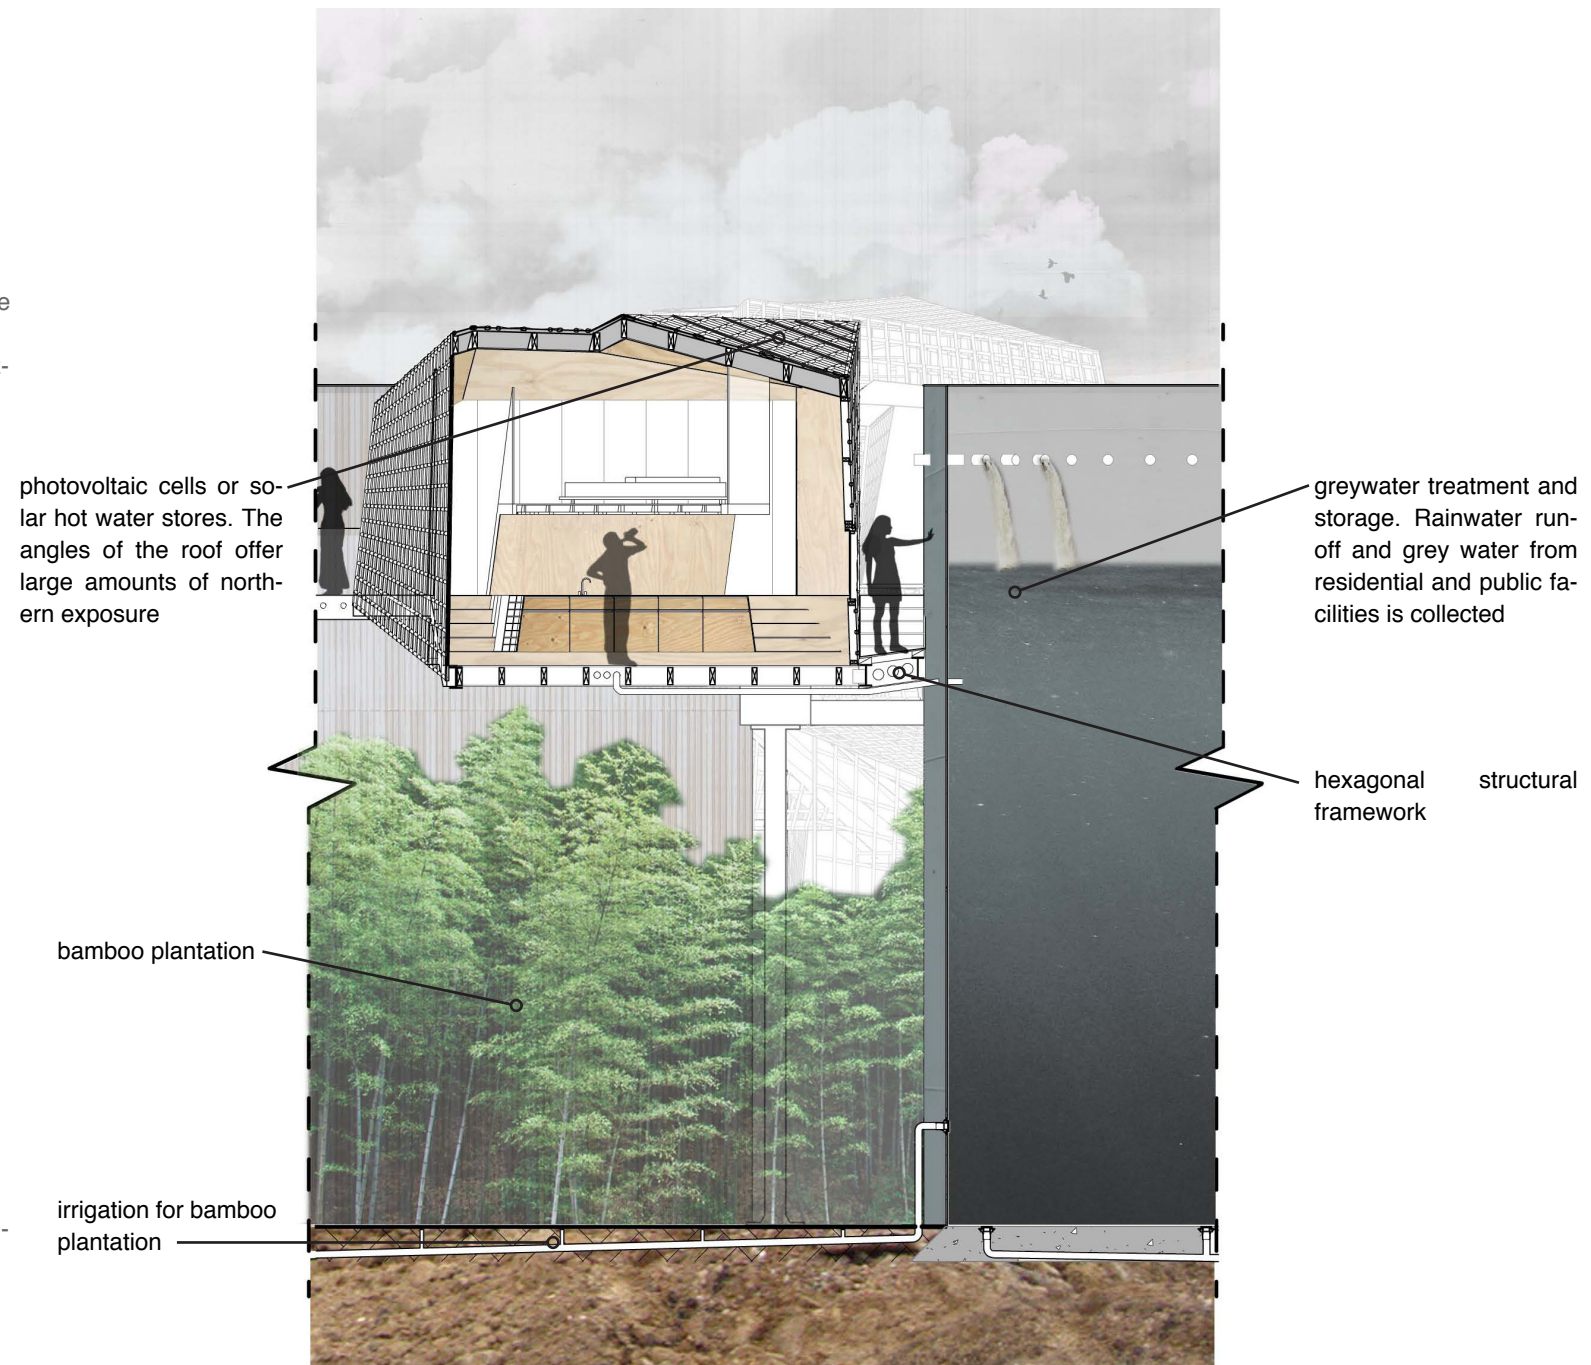 e
-
photovoltaic cells or so-
lar hot water stores. The
angles of the roof offer
large amounts of north-
ern exposure
greywater treatment and
storage. Rainwater run-
off and grey water from
residential and public fa-
cilities is collected
hexagonal structural
framework
bamboo plantation
irrigation for bamboo
plantation
-